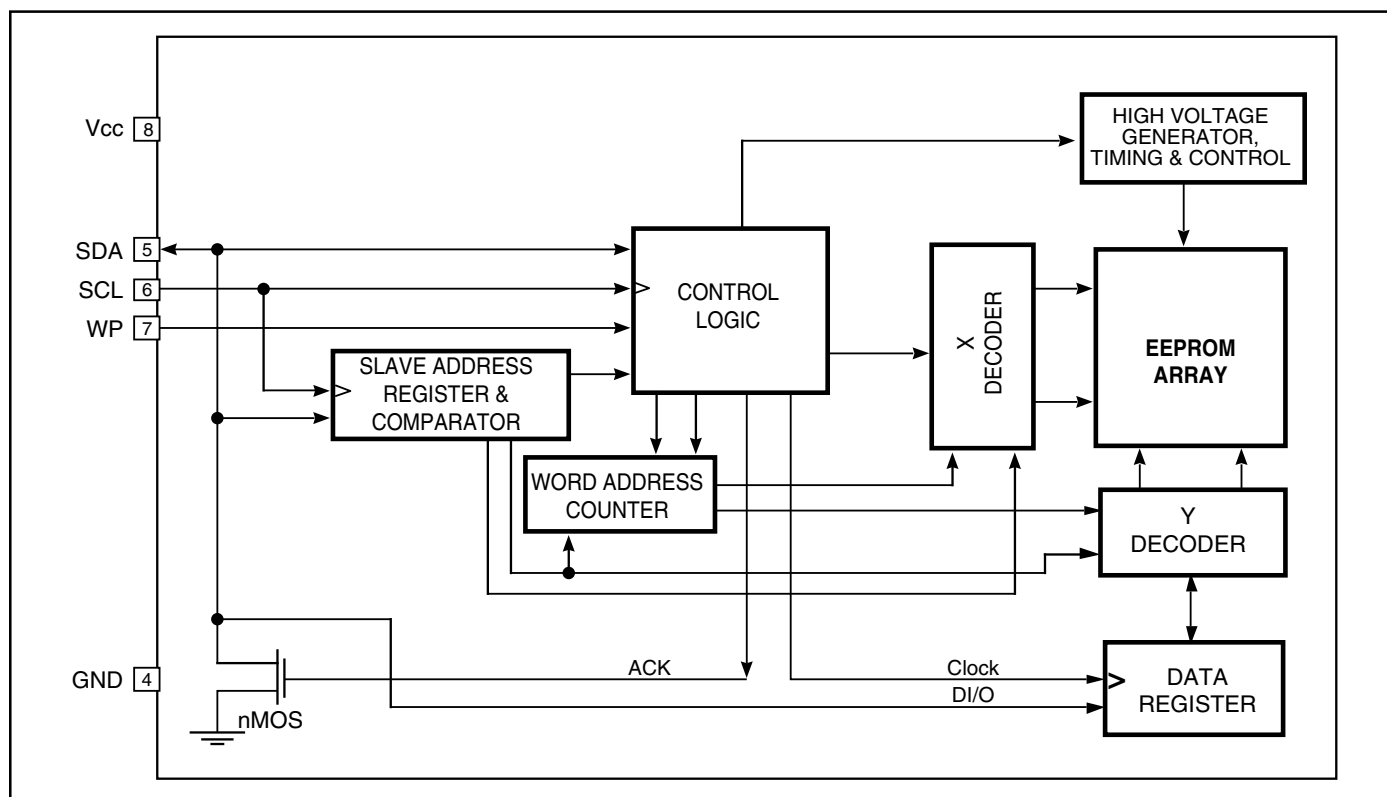 HIGH VOLTAGE
GENERATOR,
TIMING & CONTROL
Vcc 8
SDA 5
SCL 6
WP 7
CONTROL
LOGIC
X
DECODER
EEPROM
ARRAY
SLAVE ADDRESS
REGISTER &
COMPARATOR
WORD ADDRESS
COUNTER
Y
DECODER
GND 4
nMOS
ACK
Clock
DI/O
DATA
REGISTER